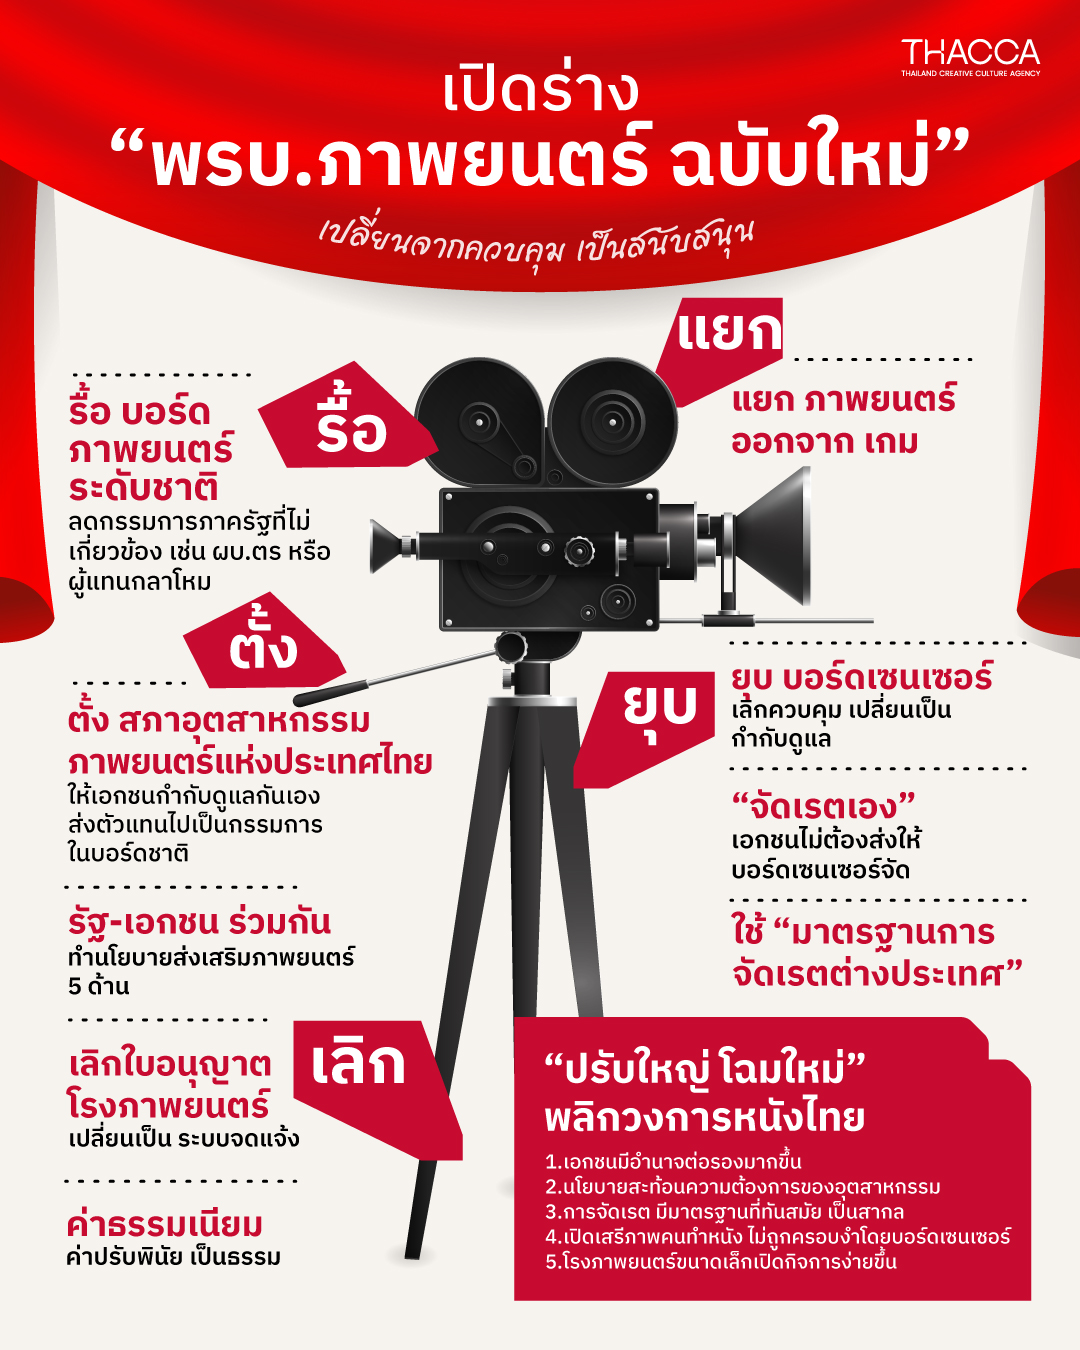 THACCA
THAILAND CREATIVE CULTURE AGENCY
เปิดร่าง
“พรบ.ภาพยนตร์ ฉบับใหม่”
เปลี่ยนจากควบคุม เป็นสนับสนุน
รื้อ
รื้อ บอร์ด
ภาพยนตร์
ระดับชาติ
ลดกรรมการภาครัฐที่ไม่
เกี่ยวข้อง เช่น ผบ.ตร หรือ
ผู้แทนกลาโหม
แยก
แยก ภาพยนตร์
ออกจาก เกม
ตั้ง
ตั้ง สภาอุตสาหกรรม
ภาพยนตร์แห่งประเทศไทย
ให้เอกชนกำกับดูแลกันเอง
ส่งตัวแทนไปเป็นกรรมการ
ในบอร์ดชาติ
รัฐ-เอกชน ร่วมกัน
ทำนโยบายส่งเสริมภาพยนตร์
5 ด้าน
ยุบ
ยุบ บอร์ดเซนเซอร์
เลิกควบคุม เปลี่ยนเป็น
กำกับดูแล
“จัดเรตเอง”
เอกชนไม่ต้องส่งให้
บอร์ดเซนเซอร์จัด
ใช้ “มาตรฐานการ
จัดเรตต่างประเทศ”
เลิก
เลิกใบอนุญาต
โรงภาพยนตร์
เปลี่ยนเป็น ระบบจดแจ้ง
ค่าธรรมเนียม
ค่าปรับพินัย เป็นธรรม
“ปรับใหญ่ โฉมใหม่”
พลิกวงการหนังไทย
1.เอกชนมีอำนาจต่อรองมากขึ้น
2.นโยบายสะท้อนความต้องการของอุตสาหกรรม
3.การจัดเรต มีมาตรฐานที่ทันสมัย เป็นสากล
4.เปิดเสรีภาพคนทำหนัง ไม่ถูกครอบงำโดยบอร์ดเซนเซอร์
5.โรงภาพยนตร์ขนาดเล็กเปิดกิจการง่ายขึ้น